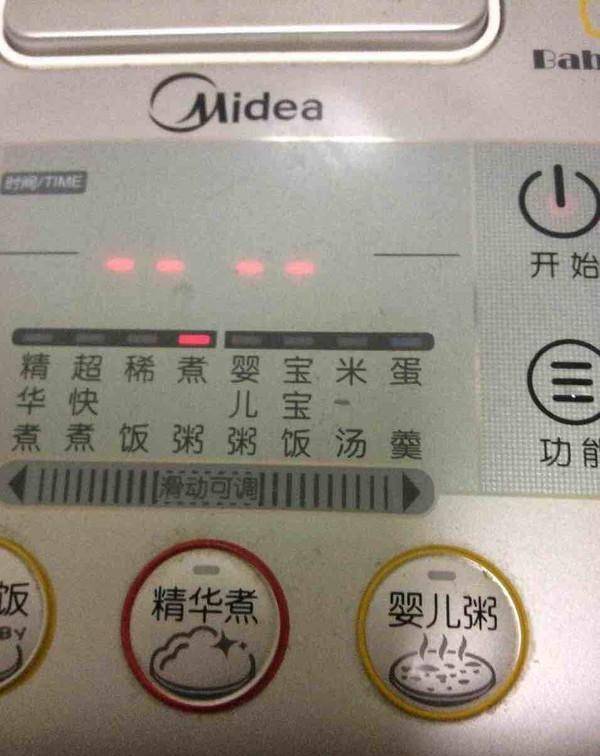 Midea
时间/TIME
-- --
开始
精华煮 超快煮 稀饭 煮粥 婴儿粥 宝宝饭 米汤 蛋羹
功能
滑动可调
饭
BY
精华煮
婴儿粥